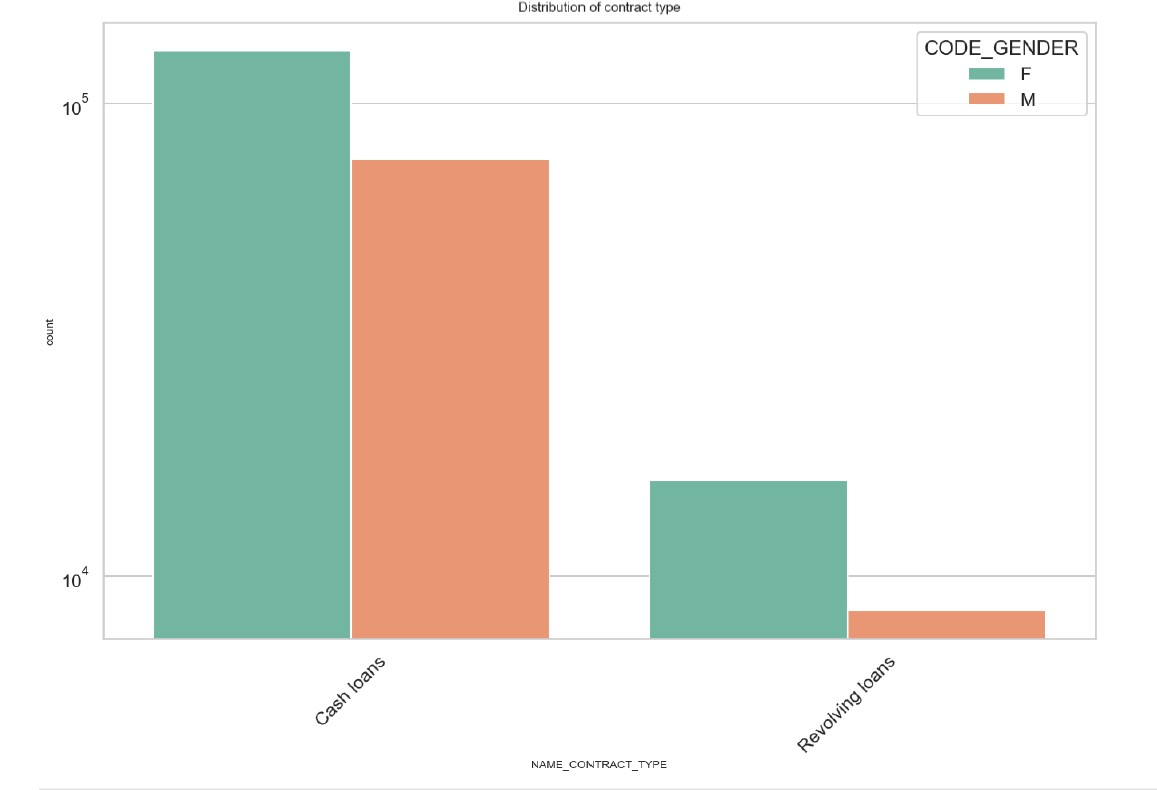 Distribution of contract type
CODE_GENDER
F
M
10^5
10^4
count
Cash loans
Revolving loans
NAME_CONTRACT_TYPE